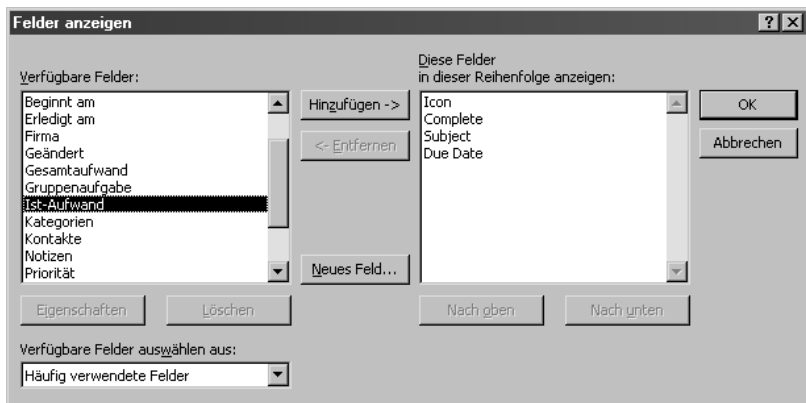 Felder anzeigen
Verfügbare Felder:
Beginnt am
Erledigt am
Firma
Geändert
Gesamtaufwand
Gruppenaufgabe
Ist-Aufwand
Kategorien
Kontakte
Notizen
Priorität
Hinzufügen ->
<- Entfernen
Neues Feld...
Diese Felder
in dieser Reihenfolge anzeigen:
Icon
Complete
Subject
Due Date
OK
Abbrechen
Eigenschaften
Löschen
Nach oben
Nach unten
Verfügbare Felder auswählen aus:
Häufig verwendete Felder